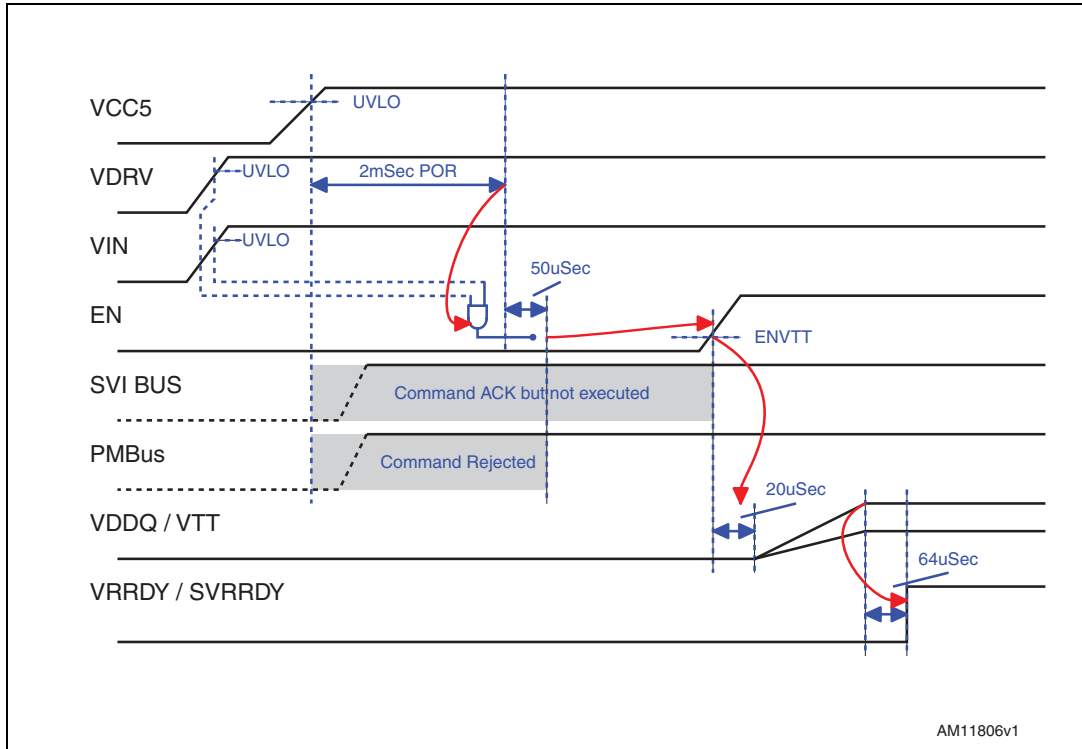 VCC5
UVLO
VDRV
UVLO
2mSec POR
VIN
UVLO
50uSec
EN
ENVTT
SVI BUS
Command ACK but not executed
PMBus
Command Rejected
20uSec
VDDQ / VTT
64uSec
VRRDY / SVRRDY
AM11806v1